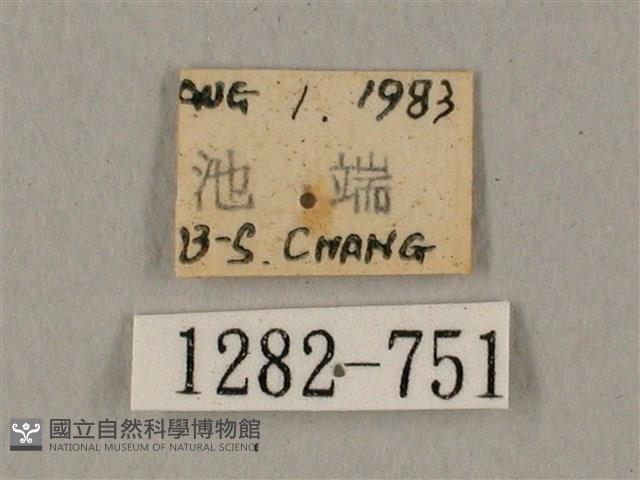 AUG 1. 1983
池 端
B-S. CHANG
1282-751
國立自然科學博物館
NATIONAL MUSEUM OF NATURAL SCIENCE